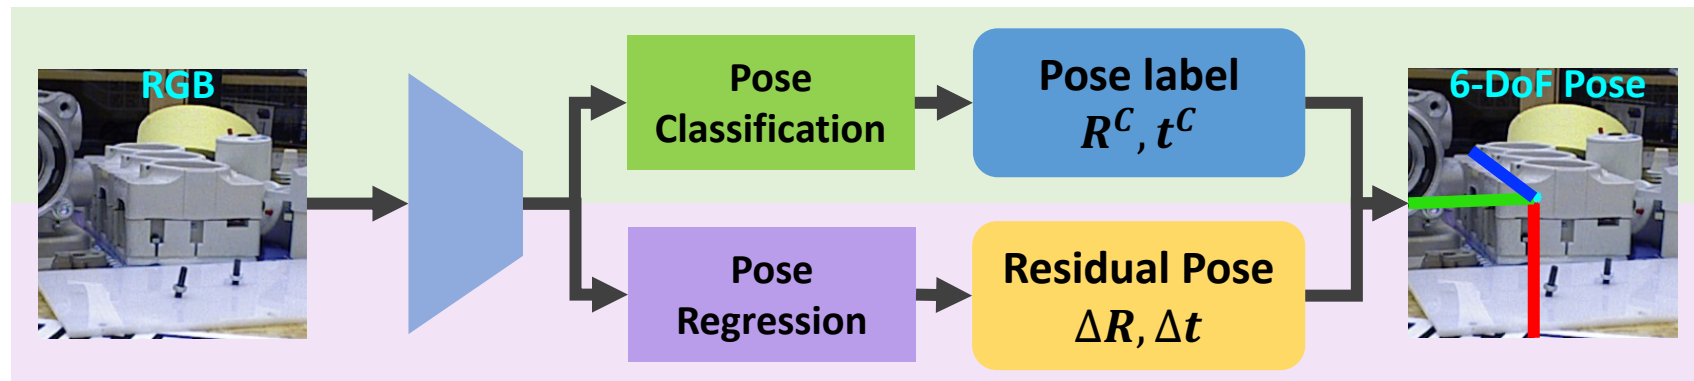 RGB
Pose
Classification
Pose label
R^C, t^C
Pose
Regression
Residual Pose
ΔR, Δt
6-DoF Pose